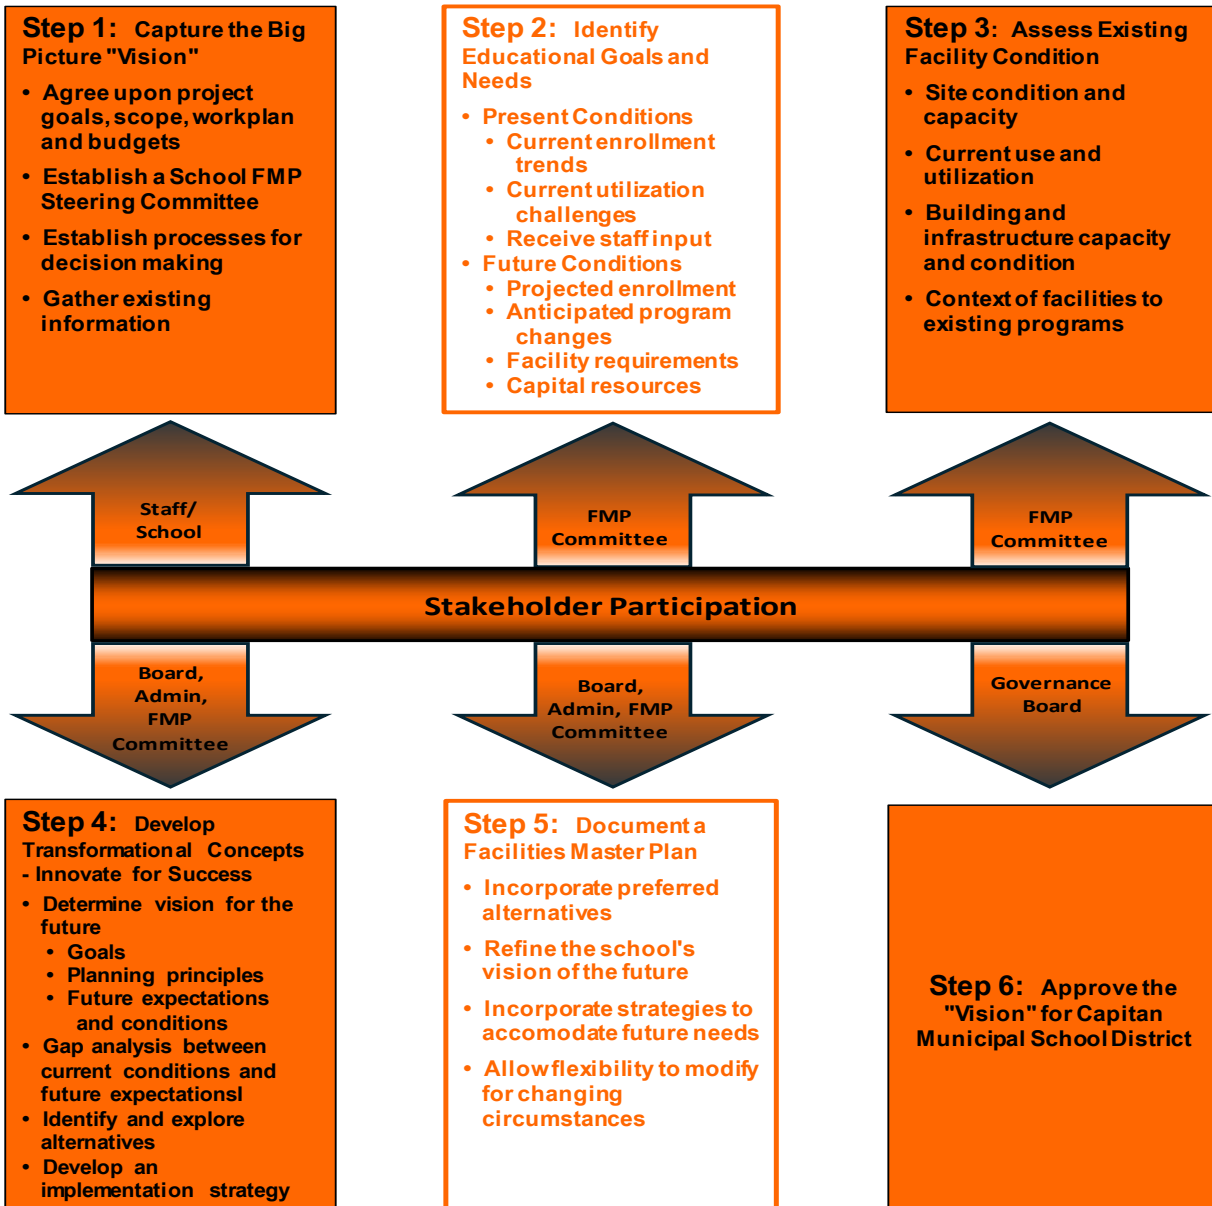 Step 1: Capture the Big
Picture "Vision"
• Agree upon project
goals, scope, workplan
and budgets
• Establish a School FMP
Steering Committee
• Establish processes for
decision making
• Gather existing
information
Step 2: Identify
Educational Goals and
Needs
• Present Conditions
• Current enrollment
trends
• Current utilization
challenges
• Receive staff input
• Future Conditions
• Projected enrollment
• Anticipated program
changes
• Facility requirements
• Capital resources
Step 3: Assess Existing
Facility Condition
• Site condition and
capacity
• Current use and
utilization
• Building and
infrastructure capacity
and condition
• Context of facilities to
existing programs
Staff/
School
FMP
Committee
FMP
Committee
Stakeholder Participation
Board,
Admin,
FMP
Committee
Board,
Admin, FMP
Committee
Governance
Board
Step 4: Develop
Transformational Concepts
- Innovate for Success
• Determine vision for the
future
• Goals
• Planning principles
• Future expectations
and conditions
• Gap analysis between
current conditions and
future expectationsl
• Identify and explore
alternatives
• Develop an
implementation strategy
Step 5: Document a
Facilities Master Plan
• Incorporate preferred
alternatives
• Refine the school's
vision of the future
• Incorporate strategies to
accomodate future needs
• Allow flexibility to modify
for changing
circumstances
Step 6: Approve the
"Vision" for Capitan
Municipal School District